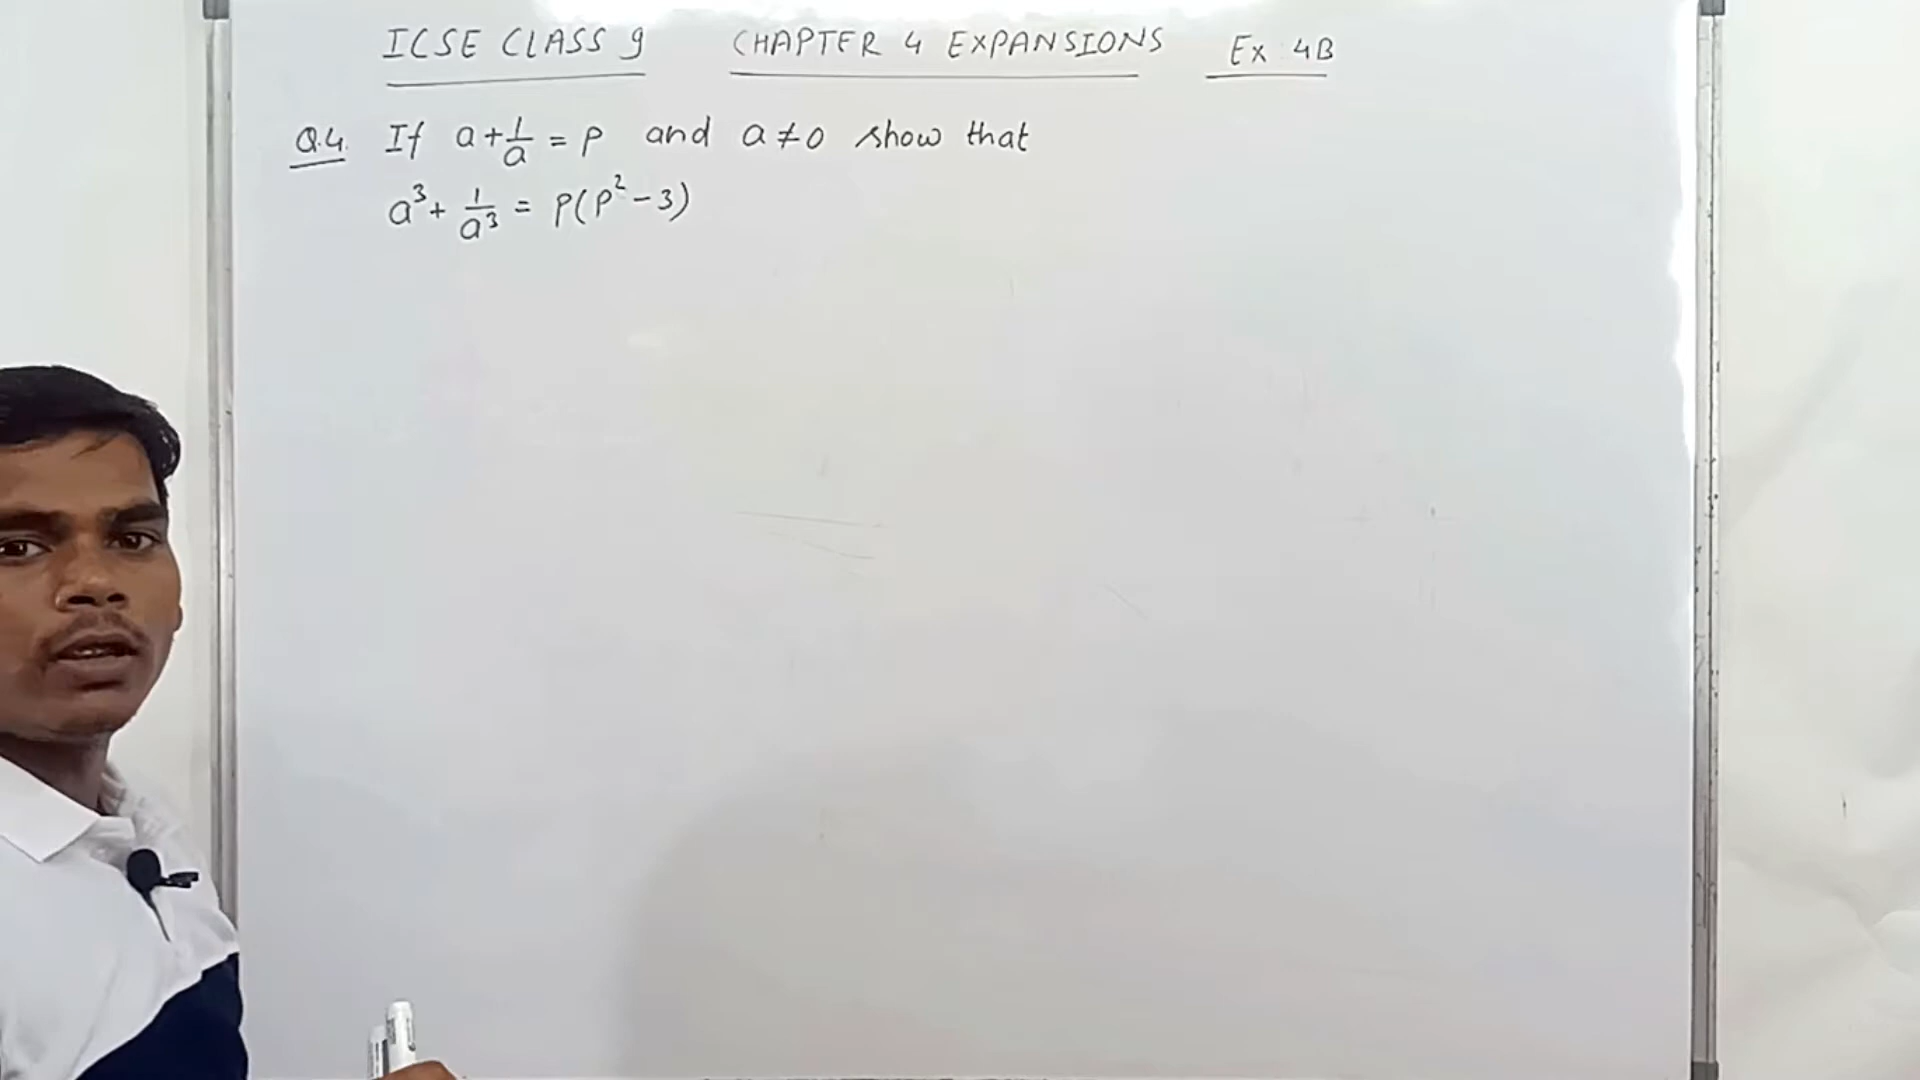 ICSE CLASS 9 CHAPTER 4 EXPANSIONS Ex 4B
Q.4. If a + 1/a = p and a ≠ 0 show that
a³ + 1/a³ = p(p² - 3)